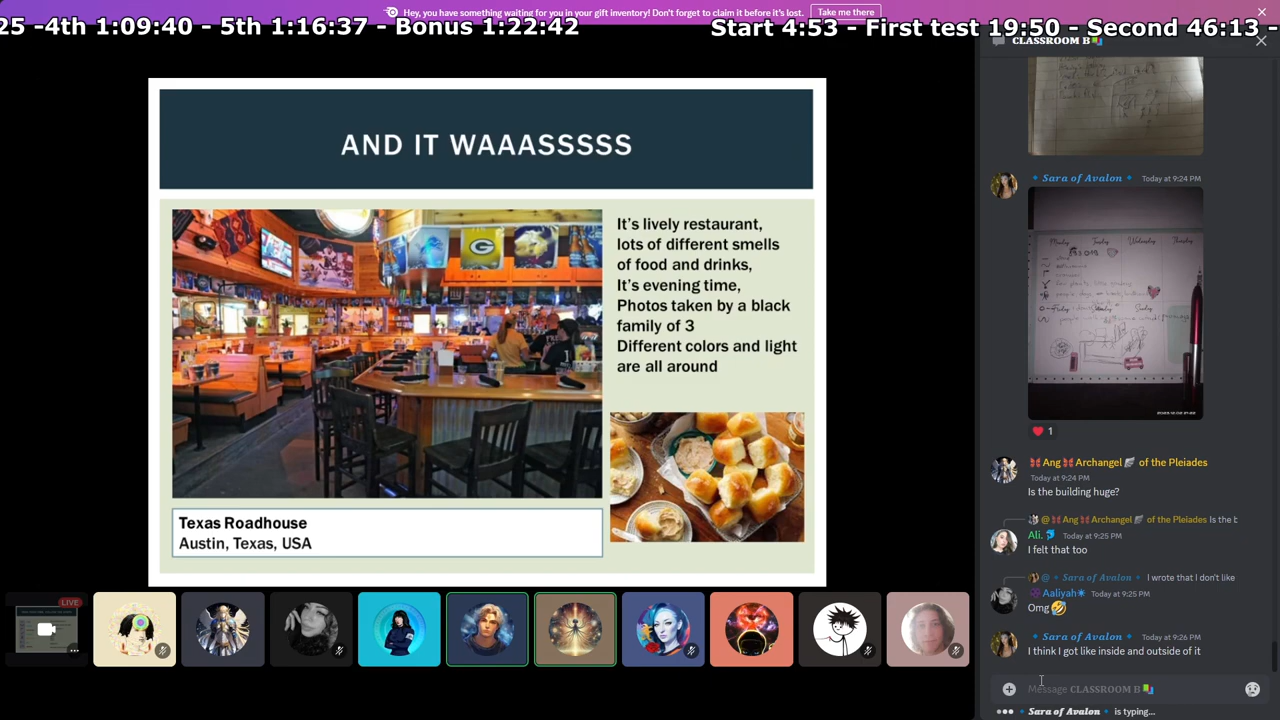 Hey, you have something waiting for you in your gift inventory! Don't forget to claim it before it's lost.
Take me there
25 -4th 1:09:40 - 5th 1:16:37 - Bonus 1:22:42
Start 4:53 - First test 19:50 - Second 46:13 -
CLASSROOM B
AND IT WAAASSSSS
It's lively restaurant,
lots of different smells
of food and drinks,
It's evening time,
Photos taken by a black
family of 3
Different colors and light
are all around
Texas Roadhouse
Austin, Texas, USA
LIVE
Sara of Avalon Today at 9:24 PM
Monday Tuesday Wednesday Thursday
1
Ang Archangel of the Pleiades
Today at 9:24 PM
Is the building huge?
@ Ang Archangel of the Pleiades Is the b
Ali. Today at 9:25 PM
I felt that too
@ Sara of Avalon I wrote that I don't like
Aaliyah Today at 9:25 PM
Omg 🤣
Sara of Avalon Today at 9:26 PM
I think I got like inside and outside of it
Message CLASSROOM B
Sara of Avalon is typing...